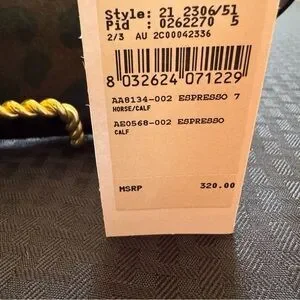 Style: 21 2306/51
Pid : 0262270 5
2/3 AU 2C00042336
8 032624 071229
AA8134-002 ESPRESSO 7
HORSE/CALF
AE0568-002 ESPRESSO
CALF
MSRP 320.00